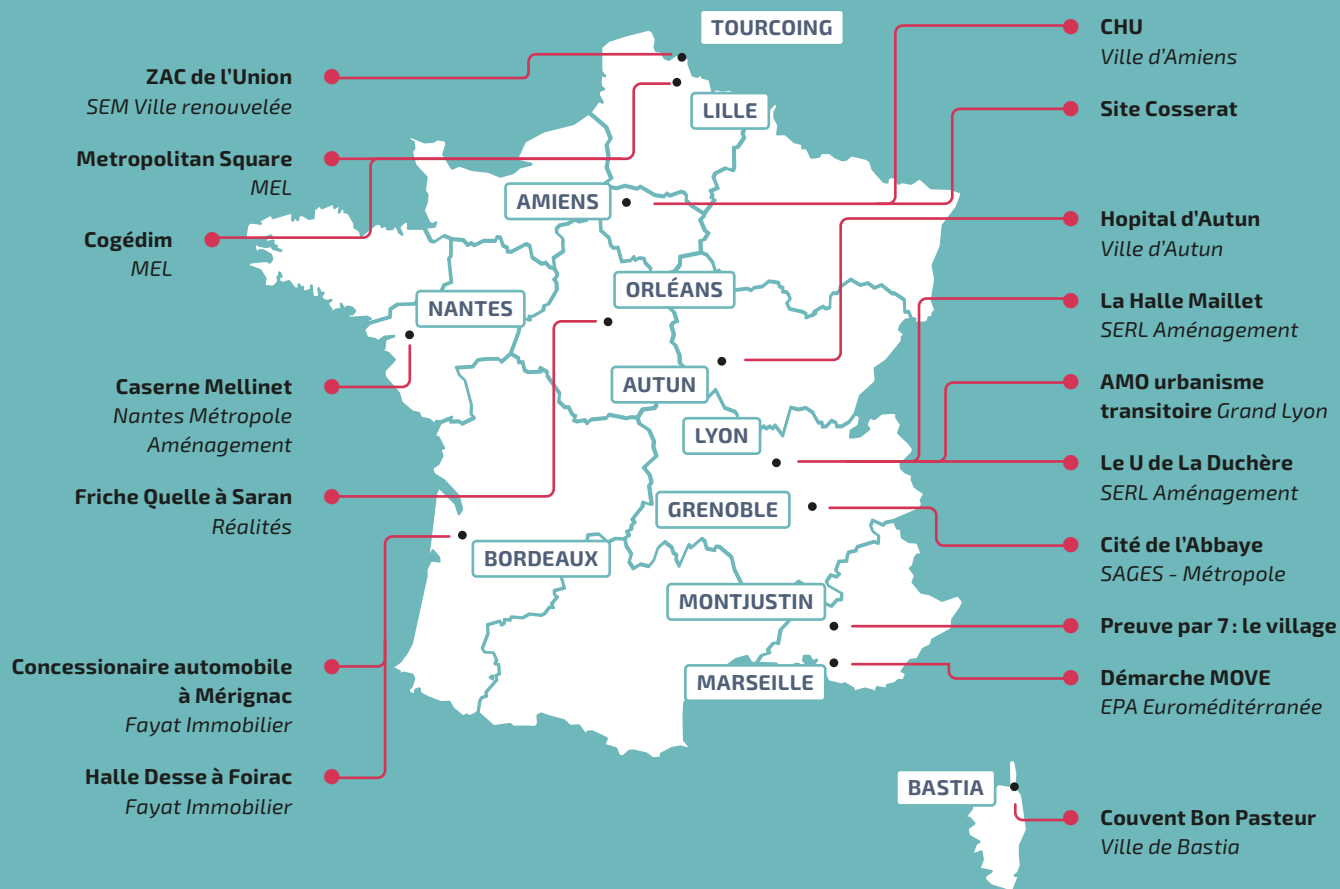 ZAC de l’Union
SEM Ville renouvelée
Metropolitan Square
MEL
Cogédim
MEL
Caserne Mellinet
Nantes Métropole
Aménagement
Friche Quelle à Saran
Réalités
Concessionaire automobile
à Mérignac
Fayat Immobilier
Halle Desse à Foirac
Fayat Immobilier
TOURCOING
LILLE
AMIENS
ORLÉANS
NANTES
AUTUN
LYON
GRENOBLE
BORDEAUX
MONTJUSTIN
MARSEILLE
BASTIA
CHU
Ville d’Amiens
Site Cosserat
Hopital d’Autun
Ville d’Autun
La Halle Maillet
SERL Aménagement
AMO urbanisme
transitoire Grand Lyon
Le U de La Duchère
SERL Aménagement
Cité de l’Abbaye
SAGES - Métropole
Preuve par 7 : le village
Démarche MOVE
EPA Euroméditérranée
Couvent Bon Pasteur
Ville de Bastia